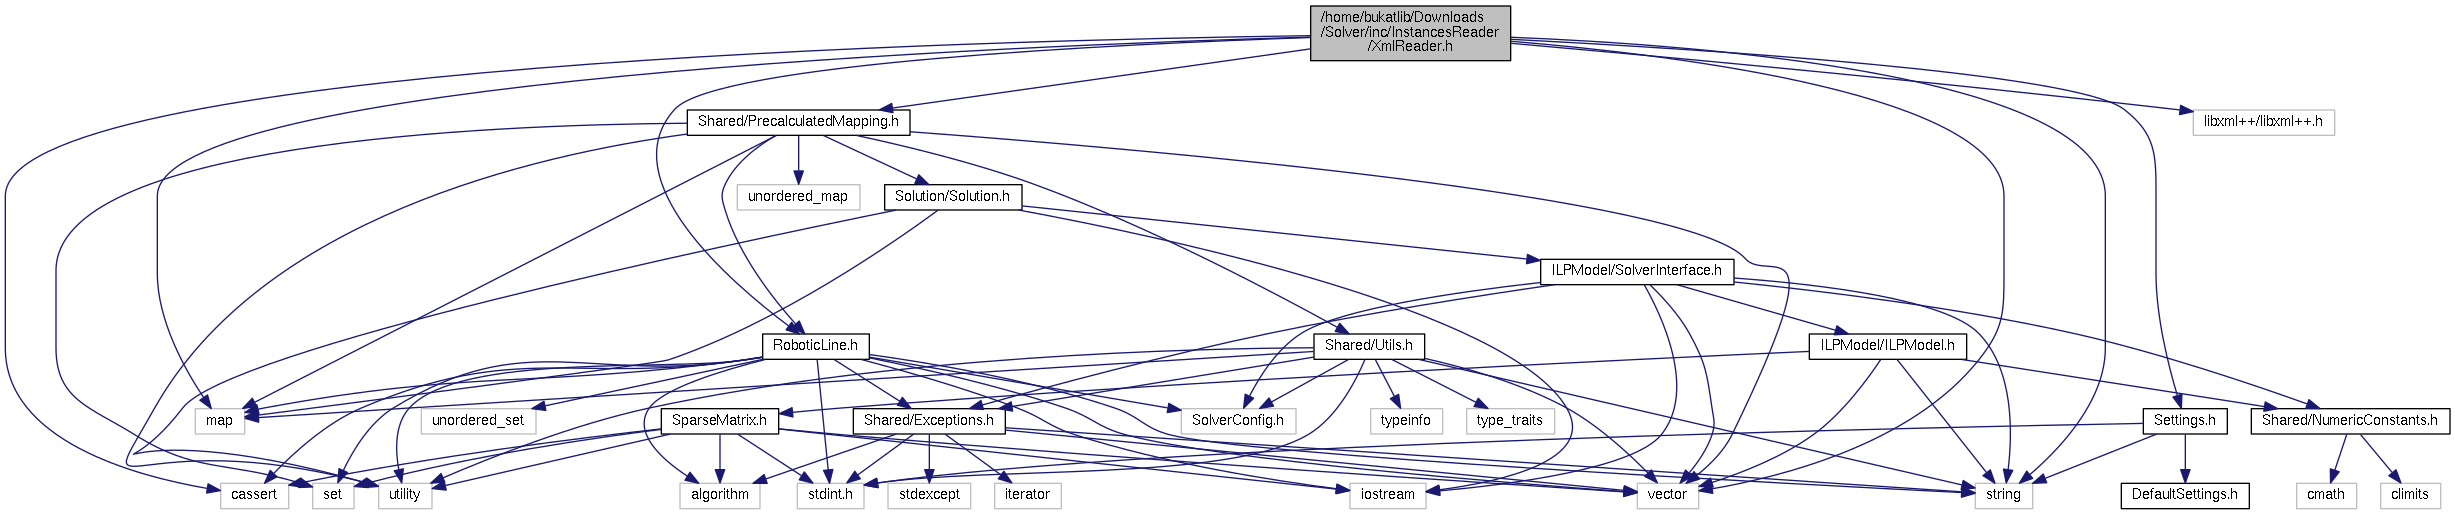 /home/bukatlib/Downloads
/Solver/inc/InstancesReader
/XmlReader.h
Shared/PrecalculatedMapping.h
libxml++/libxml++.h
unordered_map
Solution/Solution.h
ILPModel/SolverInterface.h
RoboticLine.h
Shared/Utils.h
ILPModel/ILPModel.h
map
unordered_set
SparseMatrix.h
Shared/Exceptions.h
SolverConfig.h
typeinfo
type_traits
Settings.h
Shared/NumericConstants.h
cassert
set
utility
algorithm
stdint.h
stdexcept
iterator
iostream
vector
string
DefaultSettings.h
cmath
climits